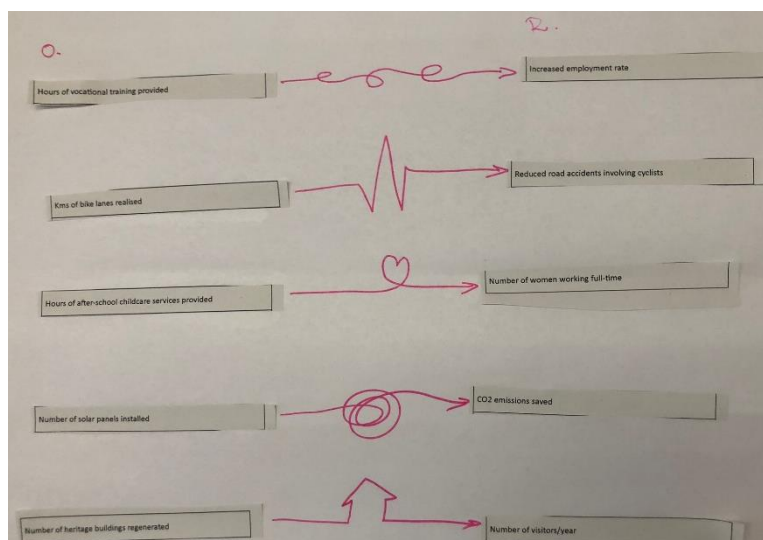 O.
R.
Hours of vocational training provided
Increased employment rate
Kms of bike lanes realised
Reduced road accidents involving cyclists
Hours of after-school childcare services provided
Number of women working full-time
Number of solar panels installed
CO2 emissions saved
Number of heritage buildings regenerated
Number of visitors/year